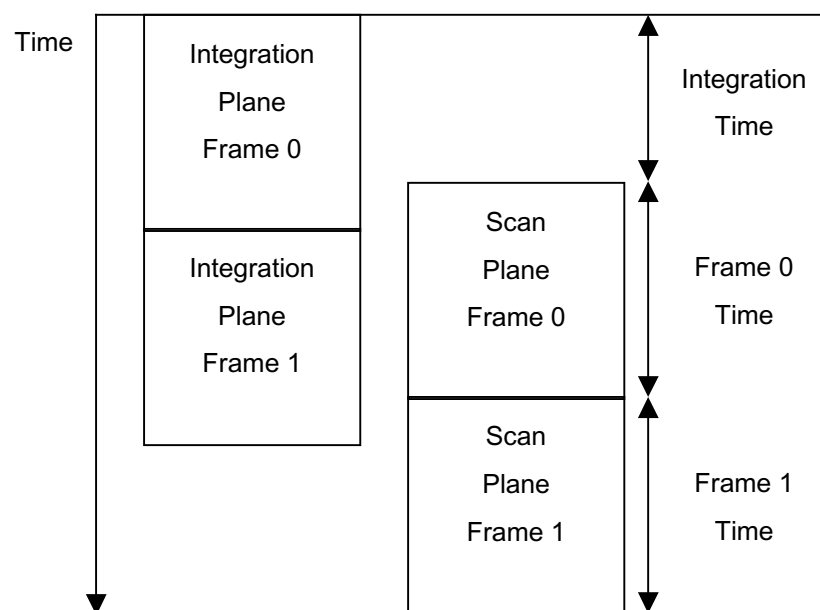 Time
Integration
Plane
Frame 0
Integration
Plane
Frame 1
Scan
Plane
Frame 0
Scan
Plane
Frame 1
Integration
Time
Frame 0
Time
Frame 1
Time